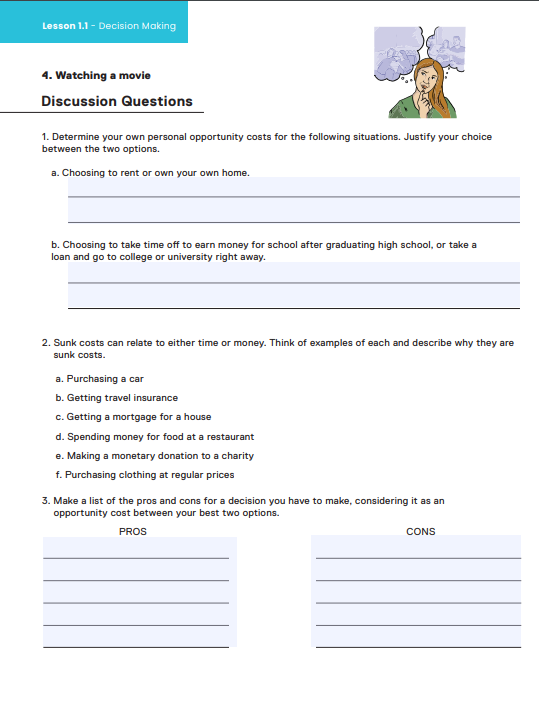 Lesson 1.1 - Decision Making
4. Watching a movie
Discussion Questions
1. Determine your own personal opportunity costs for the following situations. Justify your choice
between the two options.
a. Choosing to rent or own your own home.
b. Choosing to take time off to earn money for school after graduating high school, or take a
loan and go to college or university right away.
2. Sunk costs can relate to either time or money. Think of examples of each and describe why they are
sunk costs.
a. Purchasing a car
b. Getting travel insurance
c. Getting a mortgage for a house
d. Spending money for food at a restaurant
e. Making a monetary donation to a charity
f. Purchasing clothing at regular prices
3. Make a list of the pros and cons for a decision you have to make, considering it as an
opportunity cost between your best two options.
PROS
CONS